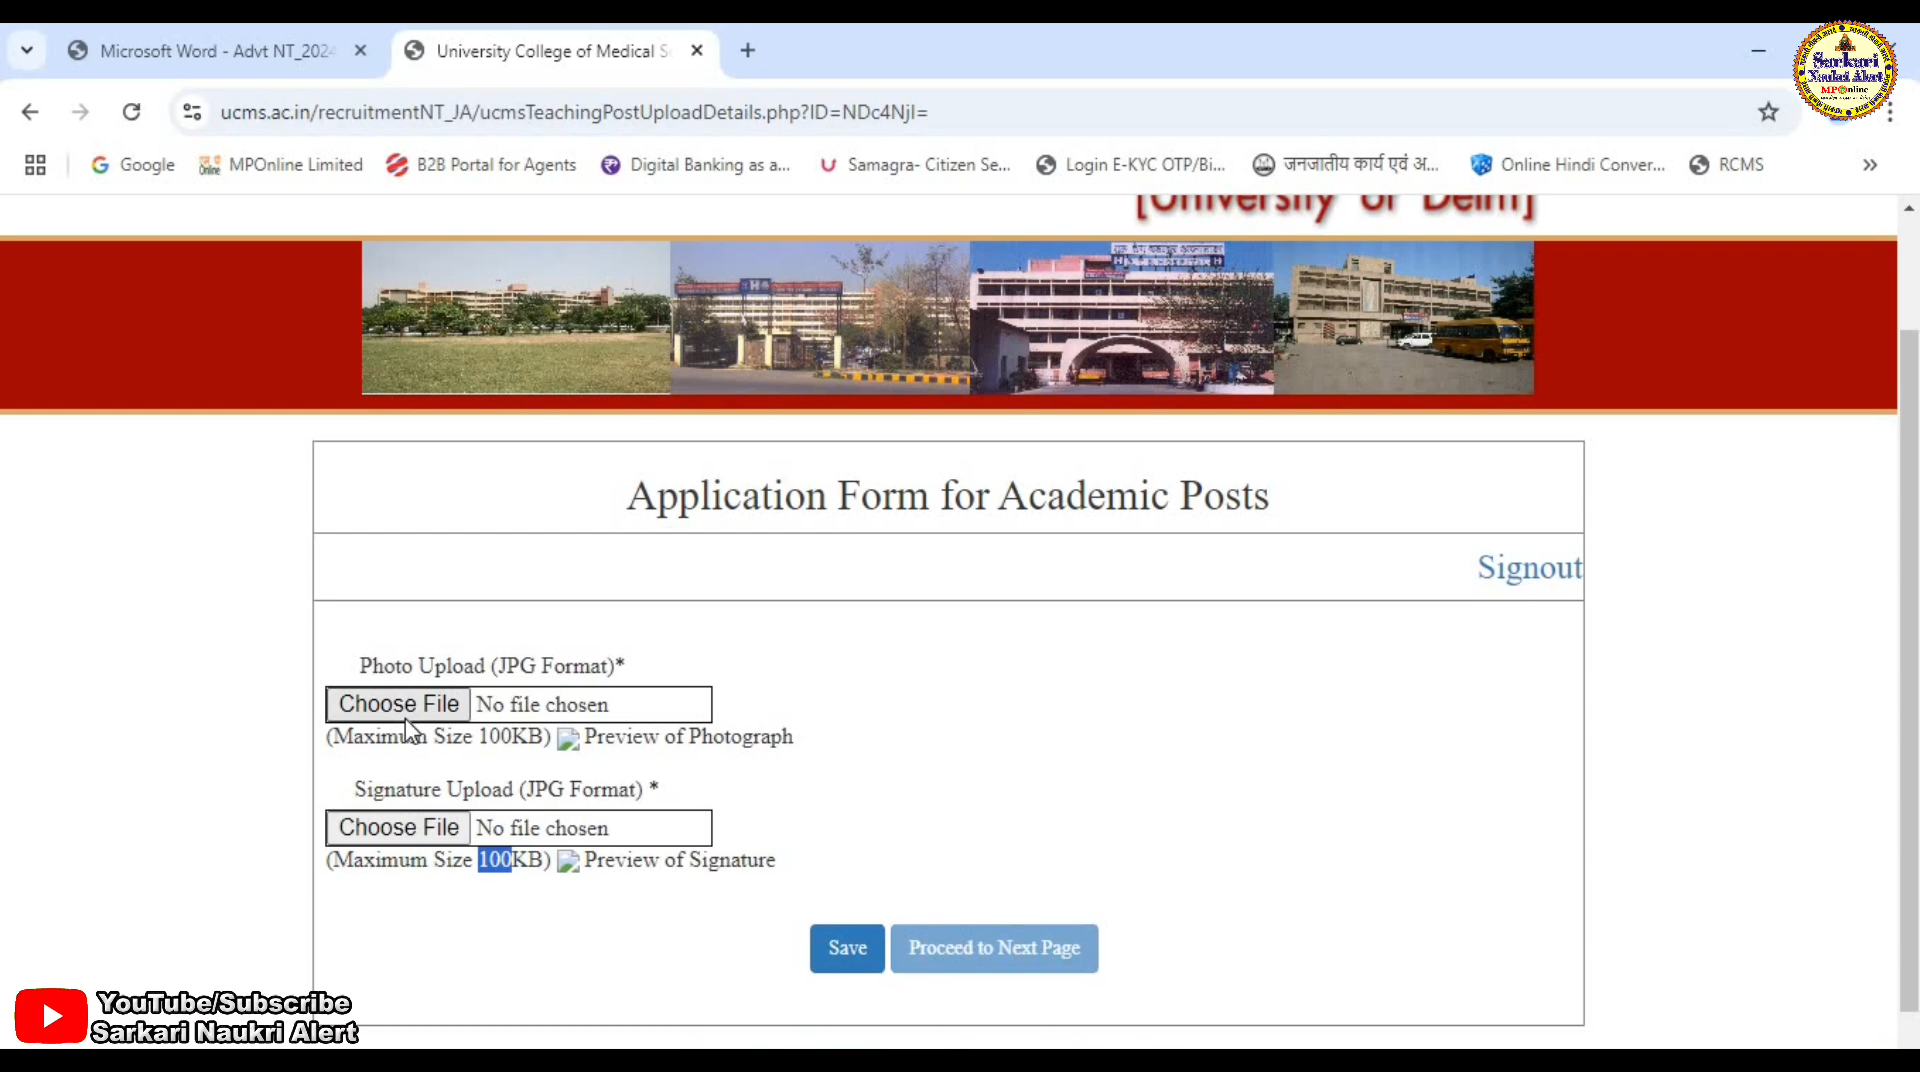 Microsoft Word - Advt NT_202
University College of Medical S
Sarkari
Naukri Alert
MPOnline
ucms.ac.in/recruitmentNT_JA/ucmsTeachingPostUploadDetails.php?ID=NDc4NjI=
Google
MPOnline Limited
B2B Portal for Agents
Digital Banking as a...
Samagra- Citizen Se...
Login E-KYC OTP/Bi...
जनजातीय कार्य एवं अ...
Online Hindi Conver...
RCMS
[University of Delhi]
Application Form for Academic Posts
Signout
Photo Upload (JPG Format)*
Choose File No file chosen
(Maximum Size 100KB) Preview of Photograph
Signature Upload (JPG Format) *
Choose File No file chosen
(Maximum Size 100KB) Preview of Signature
Save
Proceed to Next Page
YouTube/Subscribe
Sarkari Naukri Alert